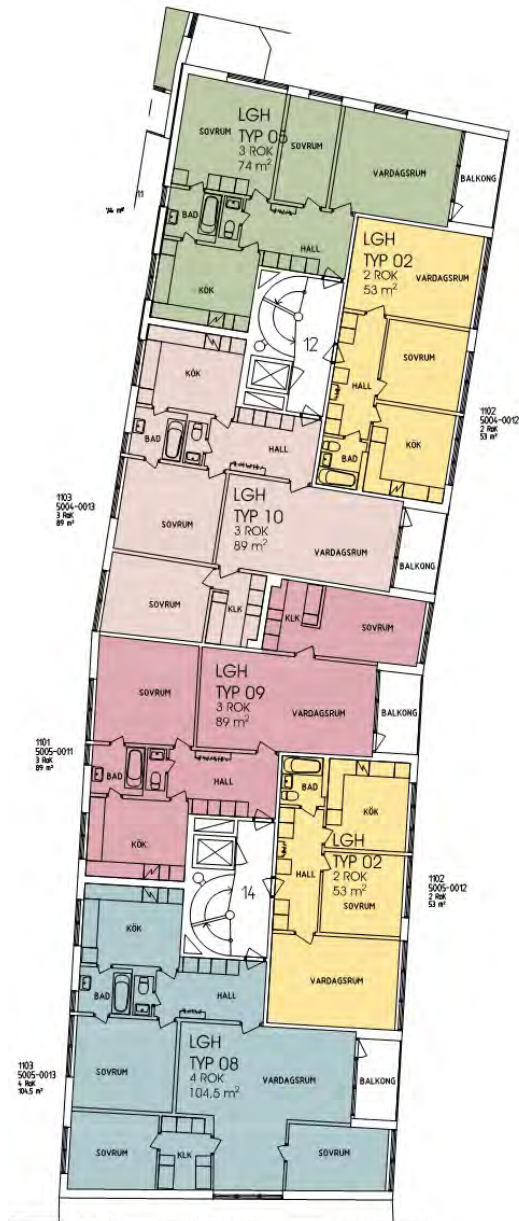 LGH
TYP 05
3 ROK
74 m²
SOVRUM
SOVRUM
VARDAGSRUM
BALKONG
BAD
HALL
KÖK
11
LGH
TYP 02
2 ROK
53 m²
VARDAGSRUM
SOVRUM
HALL
KÖK
BAD
12
1102
5004-0012
2 RoK
53 m²
KÖK
BAD
HALL
1103
5004-0013
3 RoK
89 m²
SOVRUM
LGH
TYP 10
3 ROK
89 m²
VARDAGSRUM
BALKONG
SOVRUM
KLK
KLK
SOVRUM
SOVRUM
LGH
TYP 09
3 ROK
89 m²
VARDAGSRUM
BALKONG
1101
5005-0011
3 RoK
89 m²
BAD
HALL
KÖK
BAD
KÖK
LGH
TYP 02
2 ROK
53 m²
HALL
SOVRUM
VARDAGSRUM
14
1102
5005-0012
2 RoK
53 m²
KÖK
BAD
HALL
1103
5005-0013
4 RoK
104,5 m²
SOVRUM
LGH
TYP 08
4 ROK
104,5 m²
VARDAGSRUM
BALKONG
SOVRUM
KLK
SOVRUM